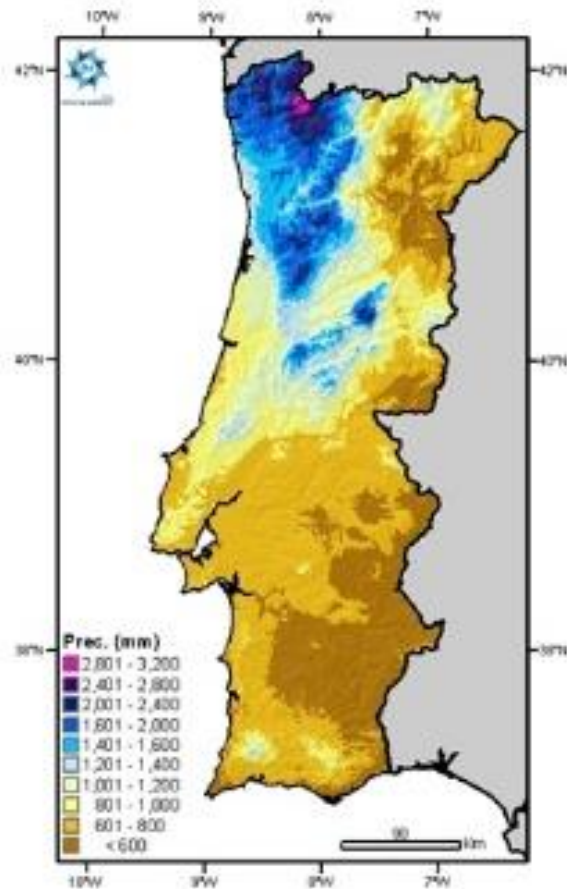 10°W 9°W 8°W 7°W
42°N 42°N
40°N 40°N
38°N 38°N
Prec. (mm)
2,801 - 3,200
2,401 - 2,800
2,001 - 2,400
1,601 - 2,000
1,401 - 1,600
1,201 - 1,400
1,001 - 1,200
801 - 1,000
601 - 800
< 600
90
Km
10°W 9°W 8°W 7°W